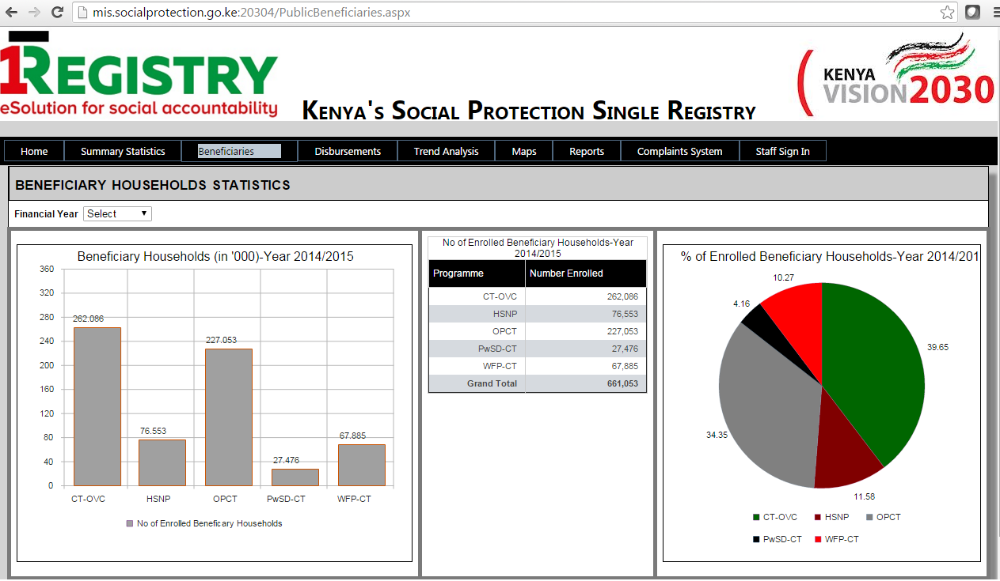 mis.socialprotection.go.ke:20304/PublicBeneficiaries.aspx
1REGISTRY
eSolution for social accountability
KENYA'S SOCIAL PROTECTION SINGLE REGISTRY
KENYA
VISION2030
Home Summary Statistics Beneficiaries Disbursements Trend Analysis Maps Reports Complaints System Staff Sign In
BENEFICIARY HOUSEHOLDS STATISTICS
Financial Year Select
Beneficiary Households (in '000)-Year 2014/2015
360
320
280
240
200
160
120
80
40
0
262.086
76.553
227.053
27.476
67.885
CT-OVC HSNP OPCT PwSD-CT WFP-CT
No of Enrolled Beneficary Households
No of Enrolled Beneficiary Households-Year
2014/2015
Programme Number Enrolled
CT-OVC 262,086
HSNP 76,553
OPCT 227,053
PwSD-CT 27,476
WFP-CT 67,885
Grand Total 661,053
% of Enrolled Beneficiary Households-Year 2014/201
10.27
4.16
39.65
34.35
11.58
CT-OVC HSNP OPCT
PwSD-CT WFP-CT